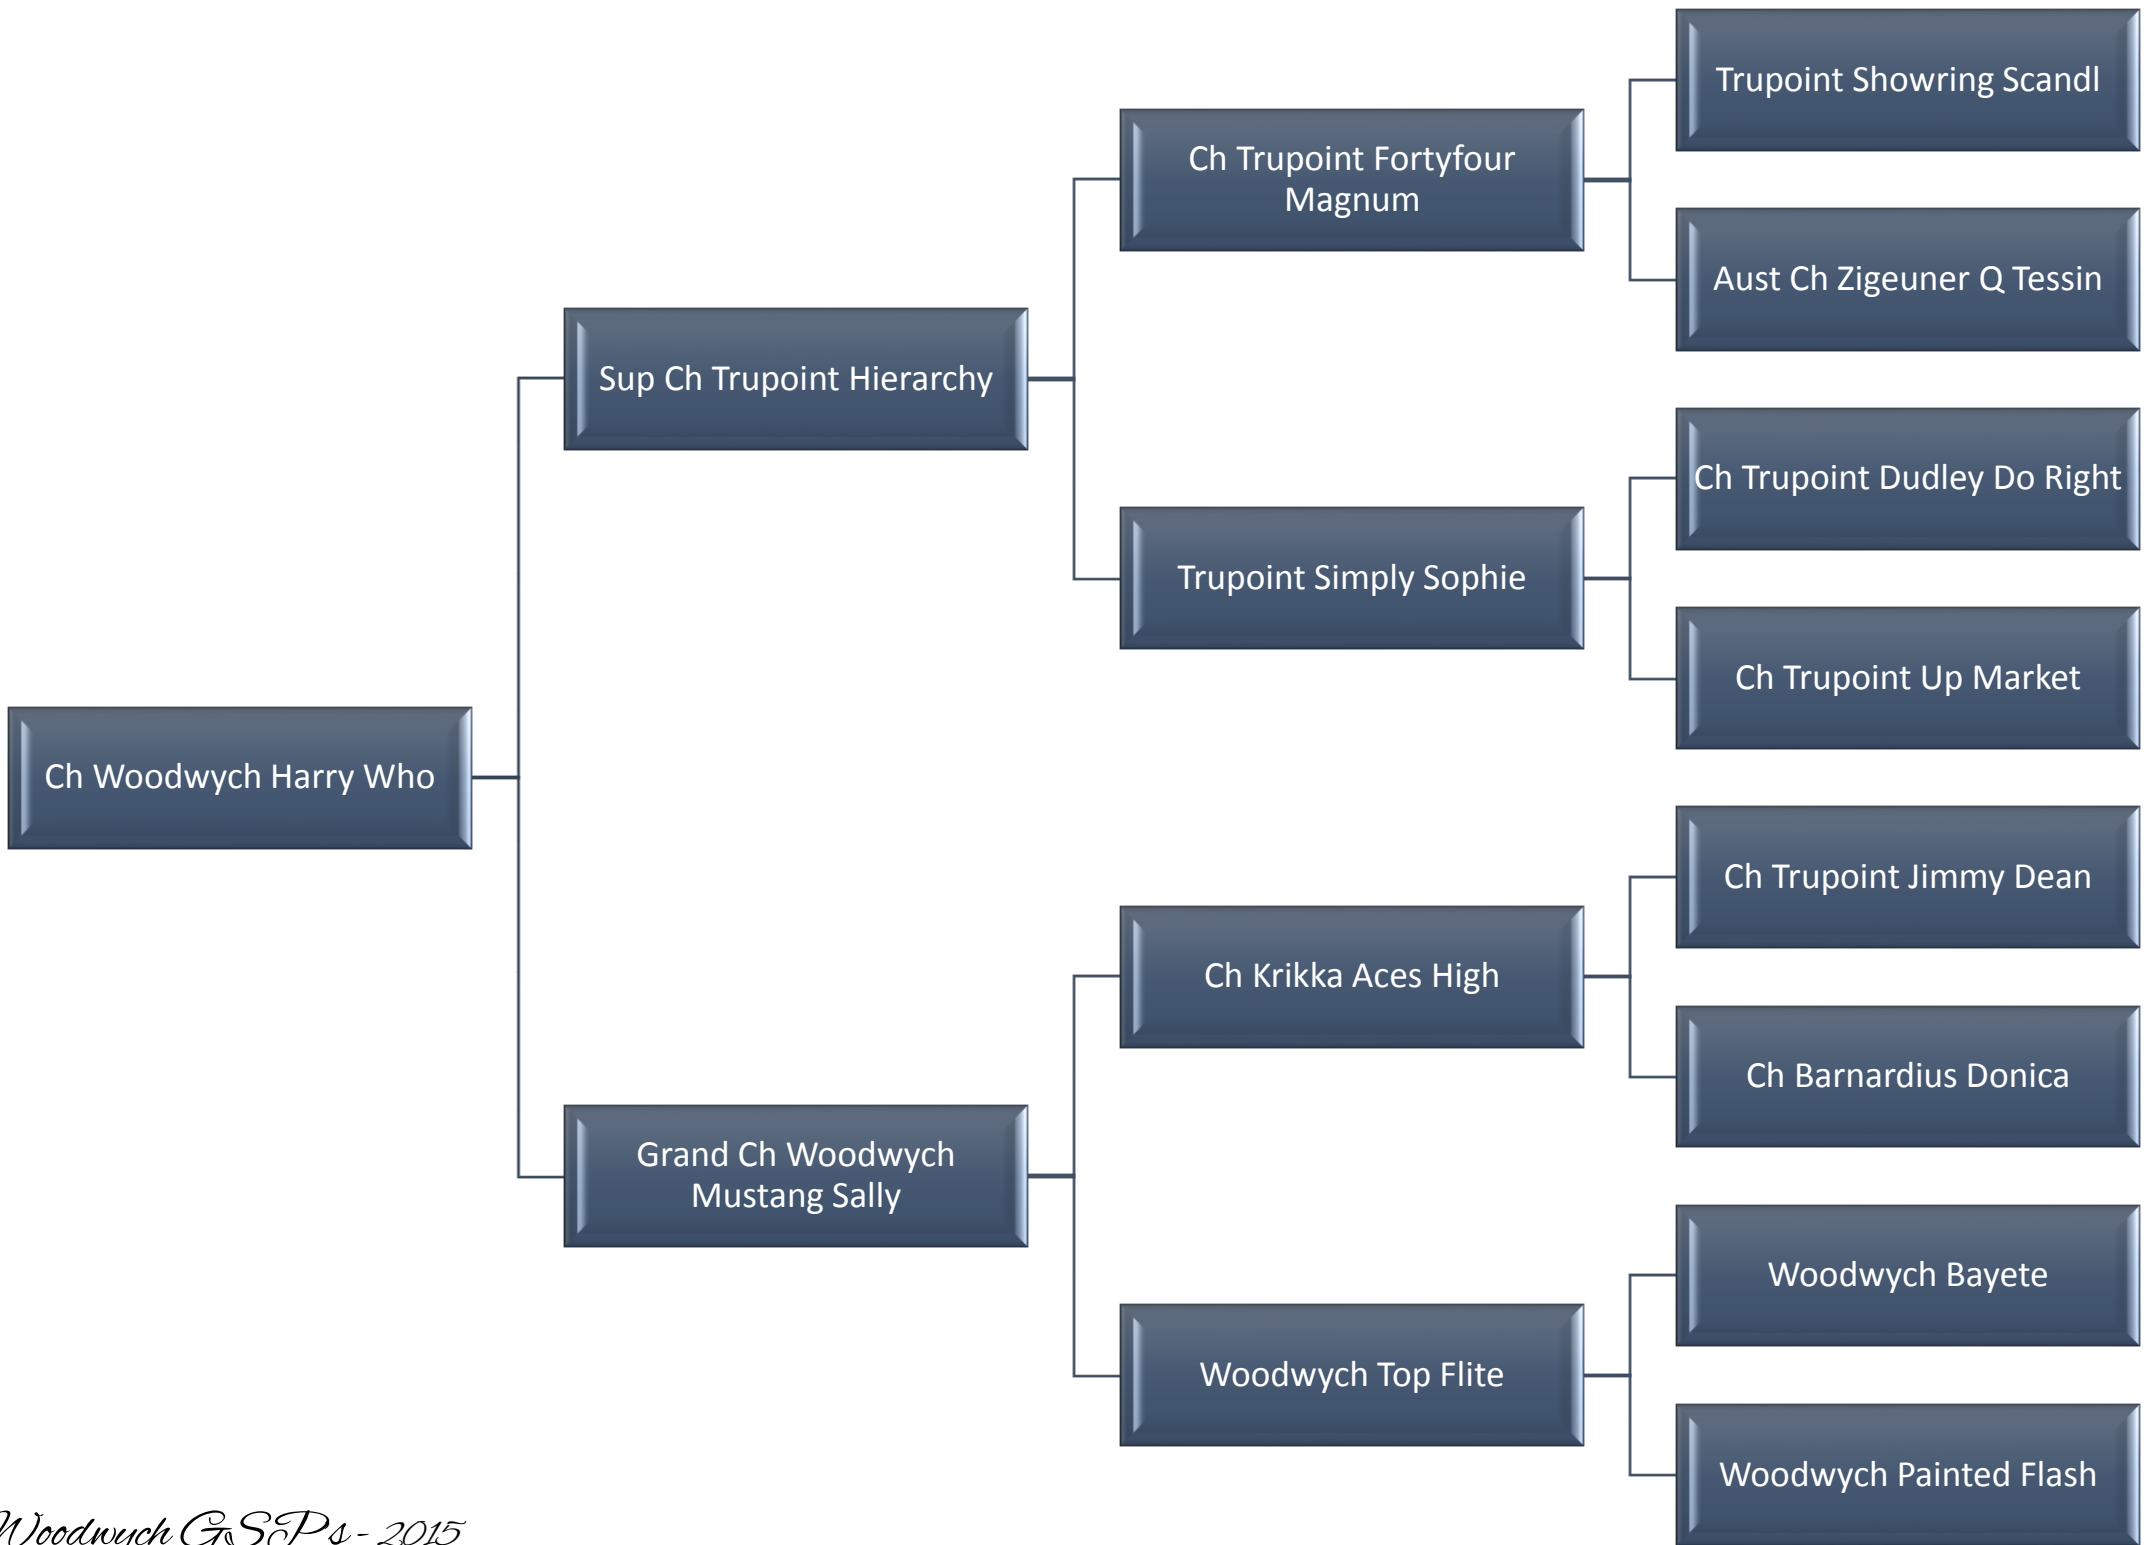 Trupoint Showring Scandl
Ch Trupoint Fortyfour
Magnum
Aust Ch Zigeuner Q Tessin
Sup Ch Trupoint Hierarchy
Ch Trupoint Dudley Do Right
Trupoint Simply Sophie
Ch Trupoint Up Market
Ch Woodwych Harry Who
Ch Trupoint Jimmy Dean
Ch Krikka Aces High
Ch Barnardius Donica
Grand Ch Woodwych
Mustang Sally
Woodwych Bayete
Woodwych Top Flite
Woodwych Painted Flash
Woodwych GSPs - 2015